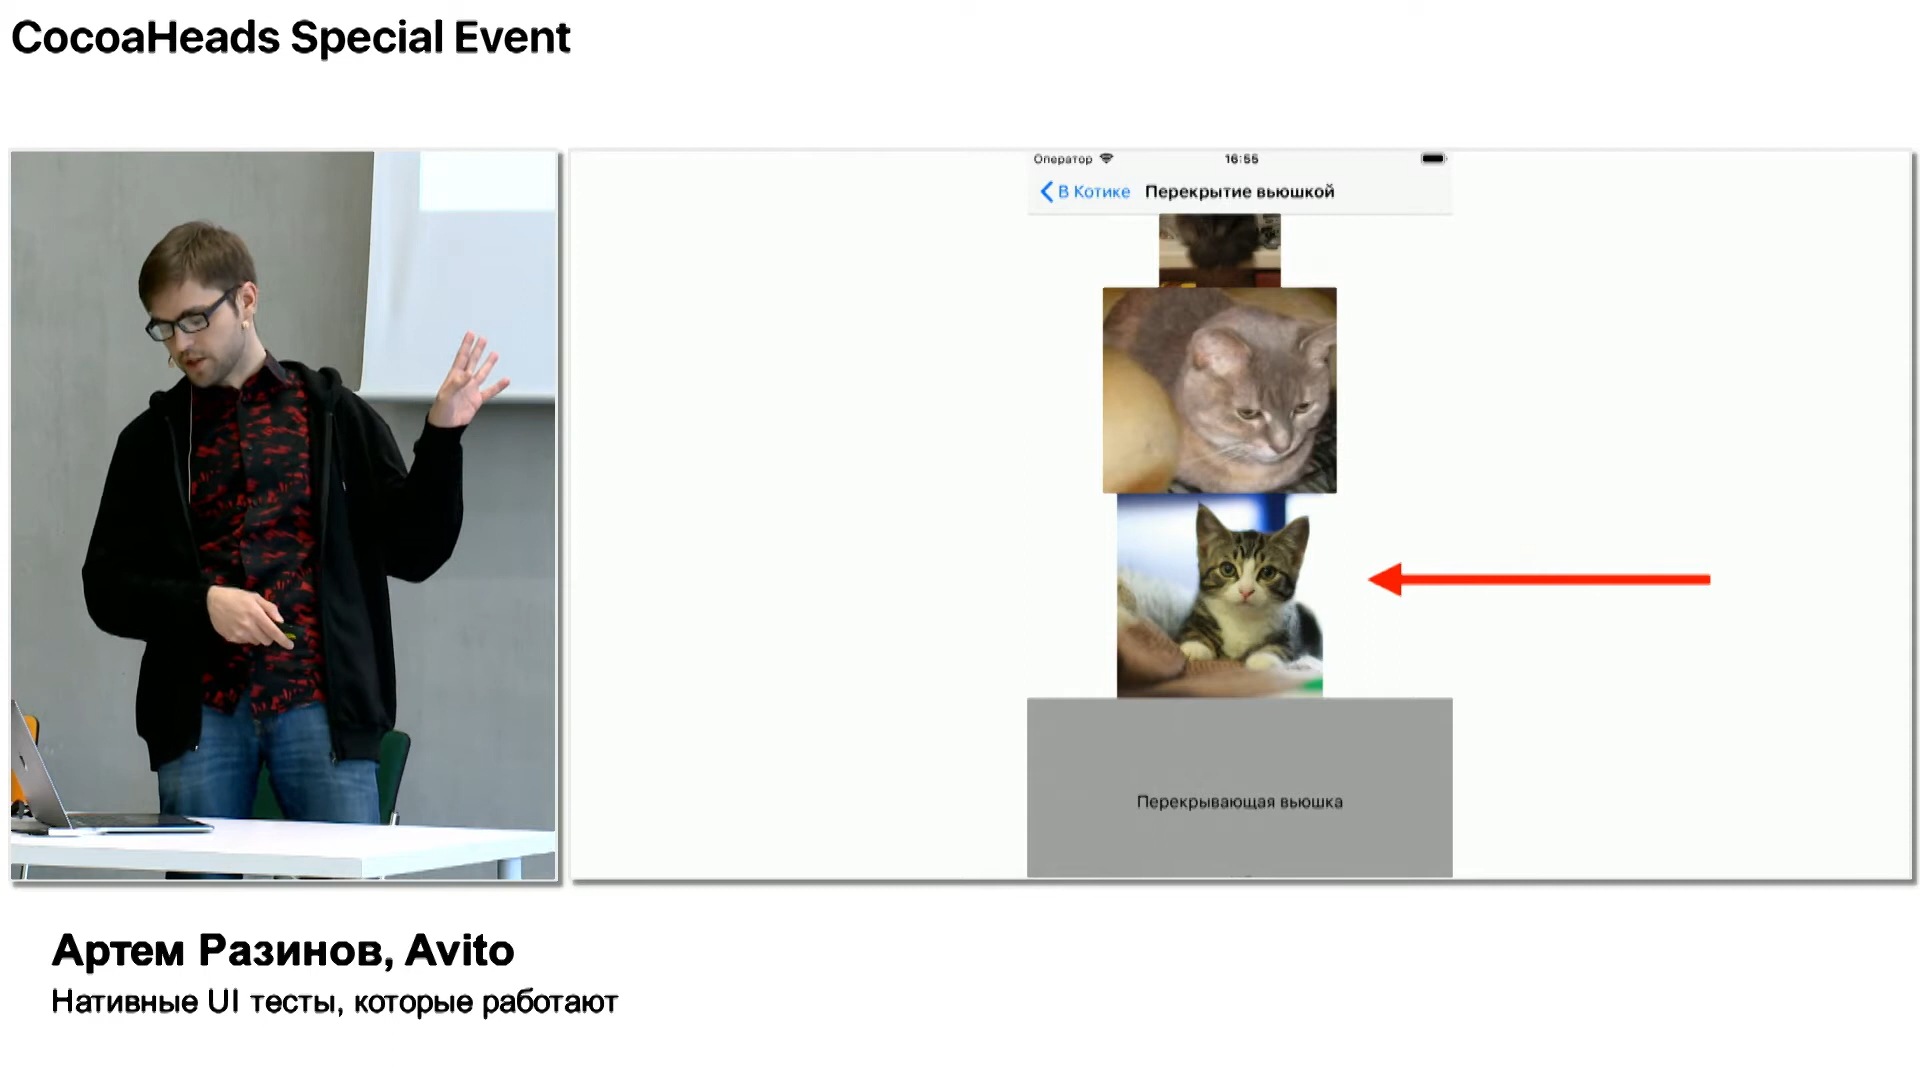 CocoaHeads Special Event
Оператор 16:55
В Котике Перекрытие вьюшкой
Перекрывающая вьюшка
Артем Разинов, Avito
Нативные UI тесты, которые работают